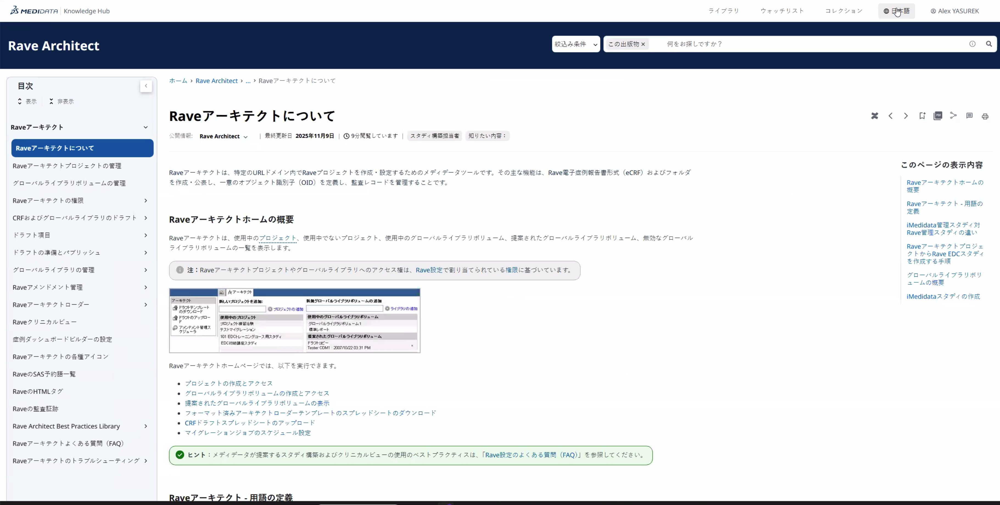 MEDIDATA Knowledge Hub
ライブラリ ウォッチリスト コレクション 日本語 Alex YASUREK
Rave Architect
絞込み条件 この出版物 × 何をお探しですか？
目次
表示 非表示
Raveアーキテクト
Raveアーキテクトについて
Raveアーキテクトプロジェクトの管理
グローバルライブラリボリュームの管理
Raveアーキテクトの権限
CRFおよびグローバルライブラリのドラフト
ドラフト項目
ドラフトの準備とパブリッシュ
グローバルライブラリの管理
Raveアメンドメント管理
Raveアーキテクトローダー
Raveクリニカルビュー
症例ダッシュボードビルダーの設定
Raveアーキテクトの各種アイコン
RaveのSAS予約語一覧
RaveのHTMLタグ
Raveの監査証跡
Rave Architect Best Practices Library
Raveアーキテクトよくある質問（FAQ）
Raveアーキテクトのトラブルシューティング
ホーム › Rave Architect › ... › Raveアーキテクトについて
Raveアーキテクトについて
公開情報: Rave Architect | 最終更新日 2025年11月9日 | 9分閲覧しています | スタディ構築担当者 知りたい内容：
Raveアーキテクトは、特定のURLドメイン内でRaveプロジェクトを作成・設定するためのメディデータツールです。その主な機能は、Rave電子症例報告書形式（eCRF）およびフォルダ
を作成・公表し、一意のオブジェクト識別子（OID）を定義し、監査レコードを管理することです。
Raveアーキテクトホームの概要
Raveアーキテクトは、使用中のプロジェクト、使用中でないプロジェクト、使用中のグローバルライブラリボリューム、提案されたグローバルライブラリボリューム、無効なグローバル
ライブラリボリュームの一覧を表示します。
注：Raveアーキテクトプロジェクトやグローバルライブラリへのアクセス権は、Rave設定で割り当てられている権限に基づいています。
アーキテクト
アーキテクト
ドラフトテンプレート
のダウンロード
ドラフトのアップロー
ド
アメンドメント管理ス
ケジューラ
新しいプロジェクトを追加:
プロジェクトの追加
使用中のプロジェクト
プロジェクト練習治験
テストマイグレーション
101 EDCトレーニングコース用スタディ
EDC初級講座スタディ
新規グローバルライブラリボリュームの追加
ライブラリの追加
使用中のグローバルライブラリボリューム
グローバルライブラリボリューム1
標準レポート
提案されたグローバルライブラリボリューム
ドラフトコピー
Tester CDM1 : 2007/10/22 03:31 PM
×
Raveアーキテクトホームページでは、以下を実行できます。
プロジェクトの作成とアクセス
グローバルライブラリボリュームの作成とアクセス
提案されたグローバルライブラリボリュームの表示
フォーマット済みアーキテクトローダーテンプレートのスプレッドシートのダウンロード
CRFドラフトスプレッドシートのアップロード
マイグレーションジョブのスケジュール設定
ヒント：メディデータが提案するスタディ構築およびクリニカルビューの使用のベストプラクティスは、「Rave設定のよくある質問（FAQ）」を参照してください。
Raveアーキテクト - 用語の定義
PDF
このページの表示内容
Raveアーキテクトホームの
概要
Raveアーキテクト - 用語の
定義
iMedidata管理スタディ対
Rave管理スタディの違い
Raveアーキテクトプロジェ
クトからRave EDCスタディ
を作成する手順
グローバルライブラリボリ
ュームの概要
iMedidataスタディの作成